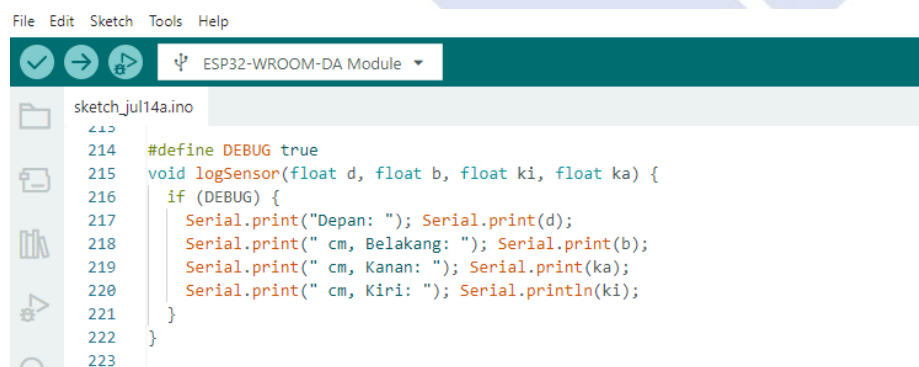 File Edit Sketch Tools Help
ESP32-WROOM-DA Module
sketch_jul14a.ino
213
214 #define DEBUG true
215 void logSensor(float d, float b, float ki, float ka) {
216 if (DEBUG) {
217 Serial.print("Depan: "); Serial.print(d);
218 Serial.print(" cm, Belakang: "); Serial.print(b);
219 Serial.print(" cm, Kanan: "); Serial.print(ka);
220 Serial.print(" cm, Kiri: "); Serial.println(ki);
221 }
222 }
223